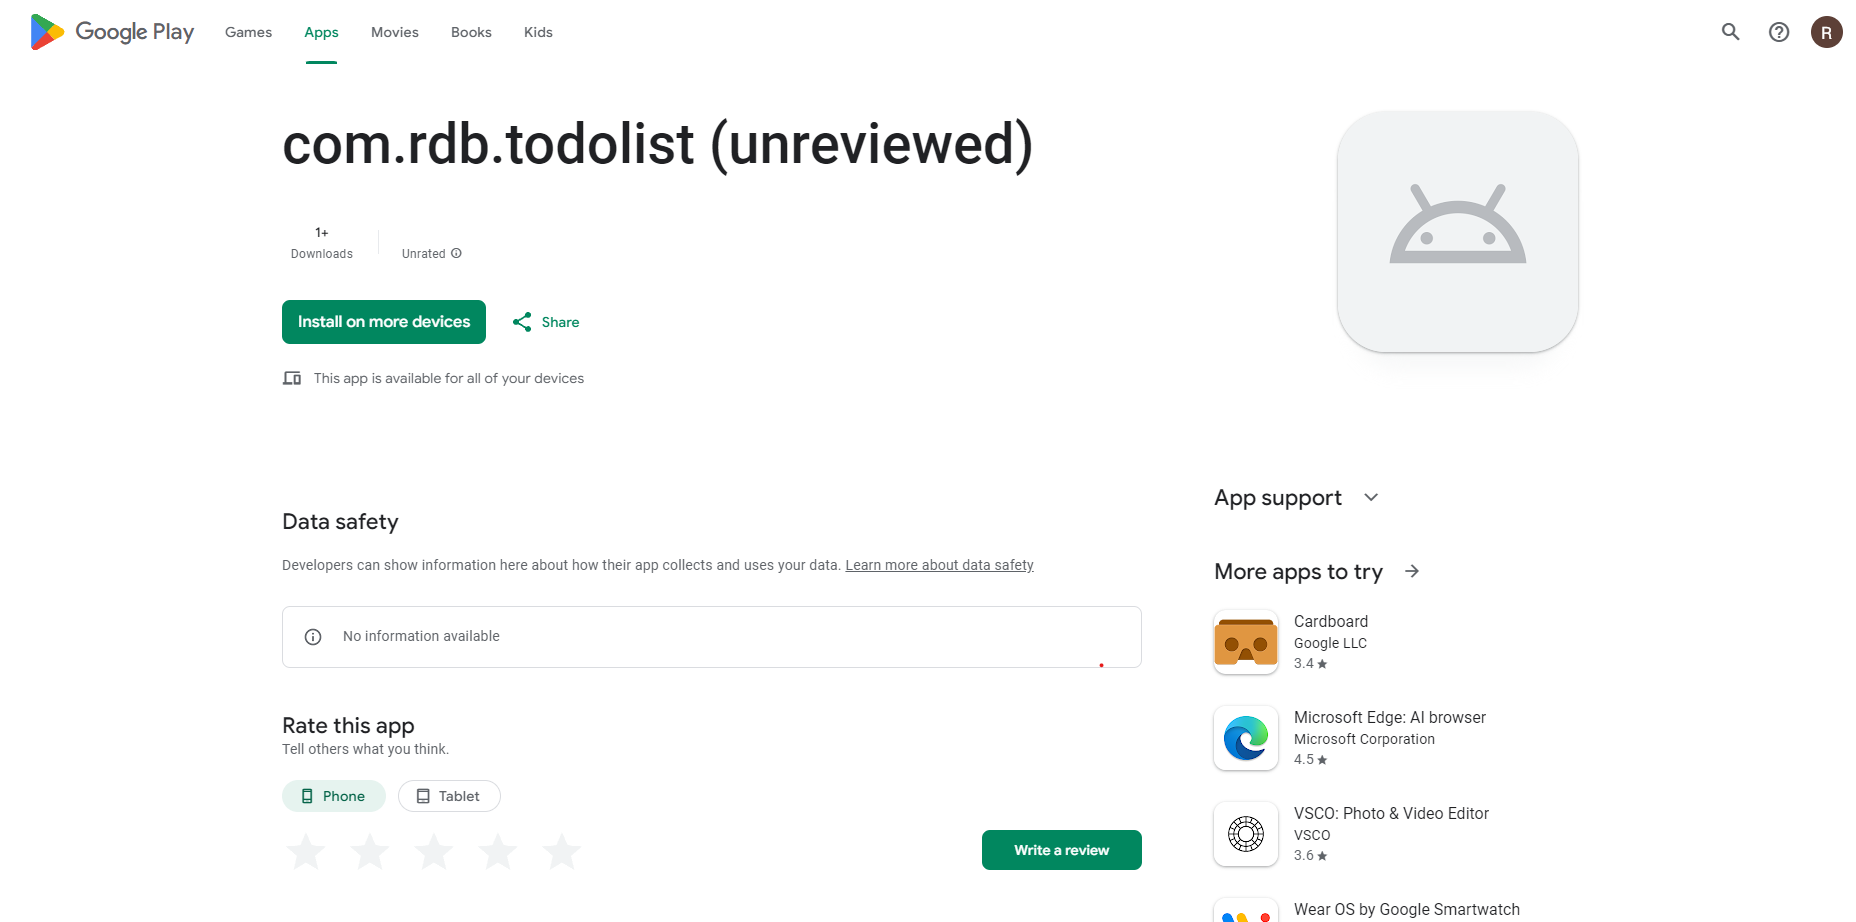 Google Play Games Apps Movies Books Kids R
com.rdb.todolist (unreviewed)
1+
Downloads
Unrated
Install on more devices
Share
This app is available for all of your devices
Data safety
Developers can show information here about how their app collects and uses your data. Learn more about data safety
No information available
Rate this app
Tell others what you think.
Phone
Tablet
Write a review
App support
More apps to try
Cardboard
Google LLC
3.4
Microsoft Edge: AI browser
Microsoft Corporation
4.5
VSCO: Photo & Video Editor
VSCO
3.6
Wear OS by Google Smartwatch